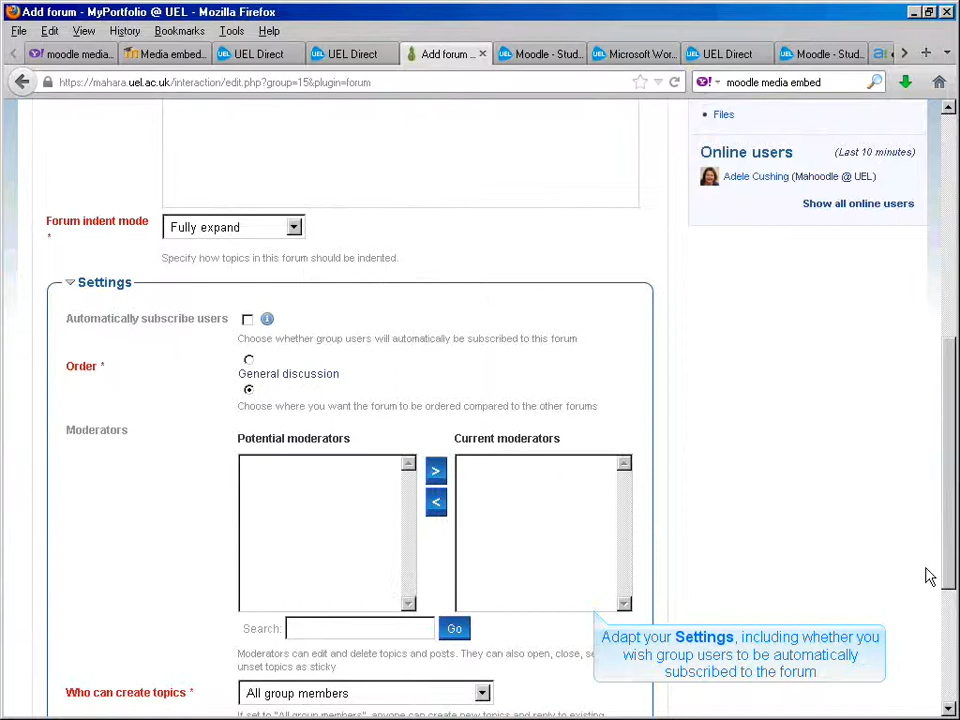 Add forum - MyPortfolio @ UEL - Mozilla Firefox
File Edit View History Bookmarks Tools Help
moodle media... Media embed... UEL Direct UEL Direct Add forum ... Moodle - Stud... Microsoft Wor... UEL Direct Moodle - Stud...
https://mahara.uel.ac.uk/interaction/edit.php?group=15&plugin=forum
moodle media embed
Files
Online users (Last 10 minutes)
Adele Cushing (Mahoodle @ UEL)
Show all online users
Forum indent mode
*
Fully expand
Specify how topics in this forum should be indented.
Settings
Automatically subscribe users
Choose whether group users will automatically be subscribed to this forum
Order *
General discussion
Choose where you want the forum to be ordered compared to the other forums
Moderators
Potential moderators Current moderators
>
<
Search: Go
Moderators can edit and delete topics and posts. They can also open, close, se
unset topics as sticky
Adapt your Settings, including whether you
wish group users to be automatically
subscribed to the forum
Who can create topics * All group members
If set to "All group members", anyone can create new topics and reply to existing